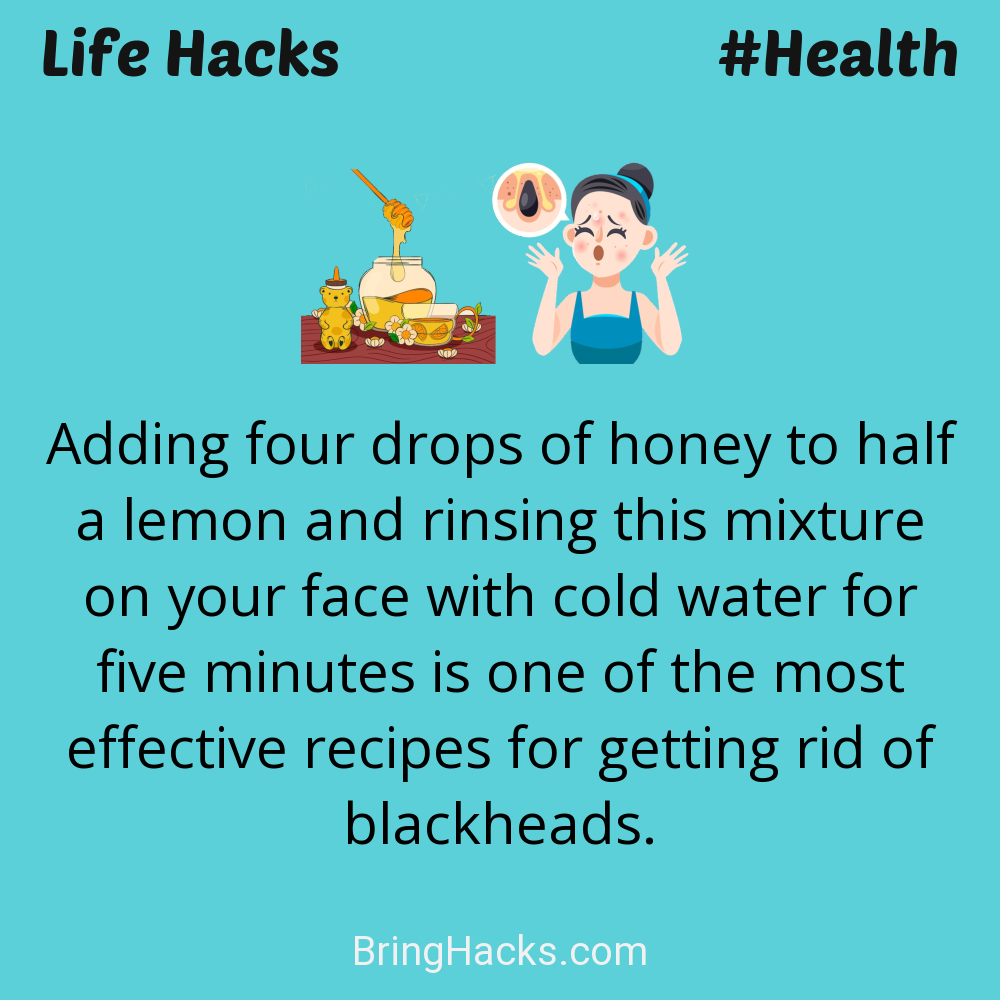 Life Hacks
#Health
Adding four drops of honey to half
a lemon and rinsing this mixture
on your face with cold water for
five minutes is one of the most
effective recipes for getting rid of
blackheads.
BringHacks.com